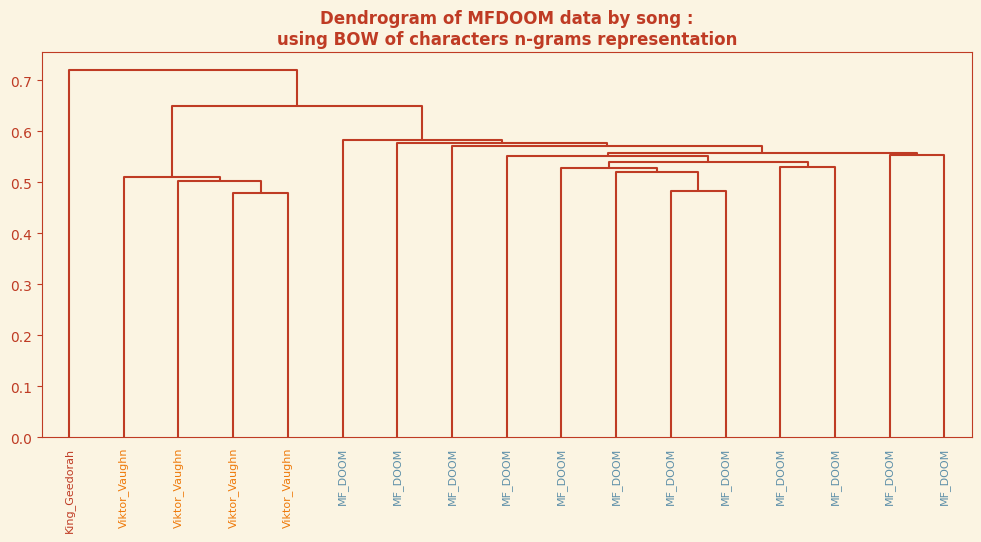 Dendrogram of MFDOOM data by song :
using BOW of characters n-grams representation
0.7
0.6
0.5
0.4
0.3
0.2
0.1
0.0
King_Geedorah
Viktor_Vaughn
Viktor_Vaughn
Viktor_Vaughn
Viktor_Vaughn
MF_DOOM
MF_DOOM
MF_DOOM
MF_DOOM
MF_DOOM
MF_DOOM
MF_DOOM
MF_DOOM
MF_DOOM
MF_DOOM
MF_DOOM
MF_DOOM